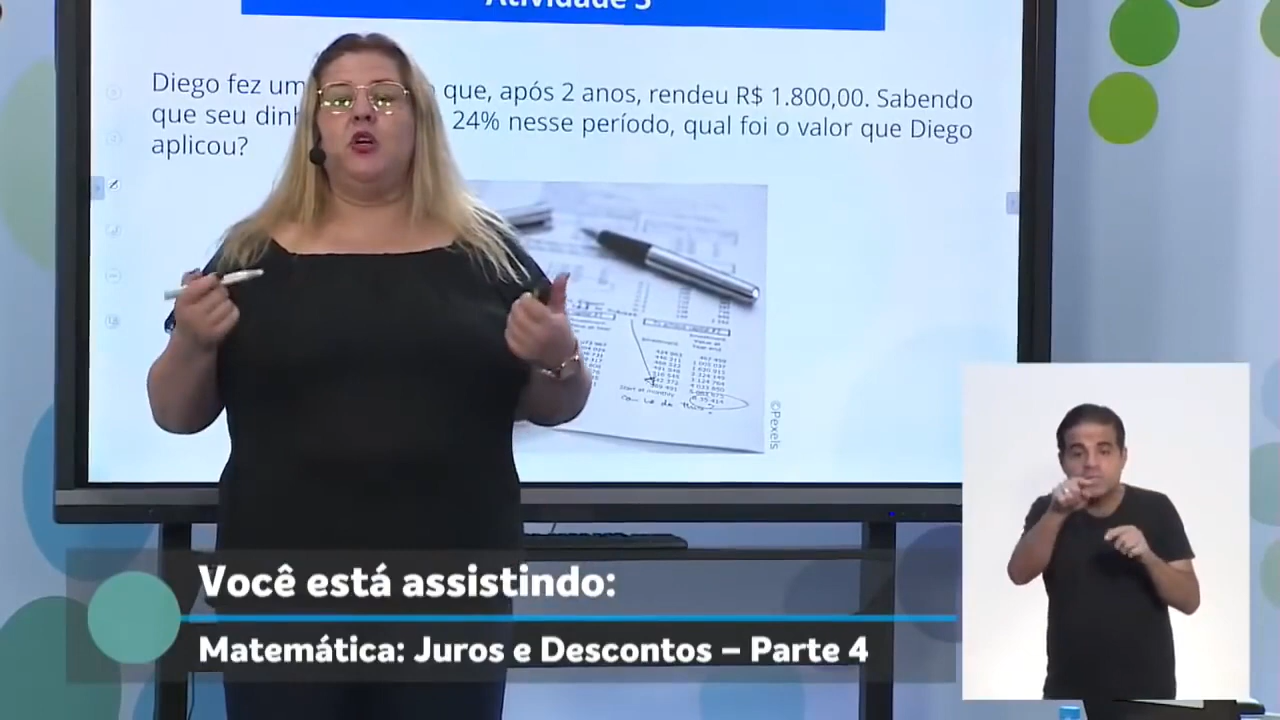 Atividade 3
Diego fez um que, após 2 anos, rendeu R$ 1.800,00. Sabendo
que seu dinh 24% nesse período, qual foi o valor que Diego
aplicou?
©Pexels
Você está assistindo:
Matemática: Juros e Descontos – Parte 4